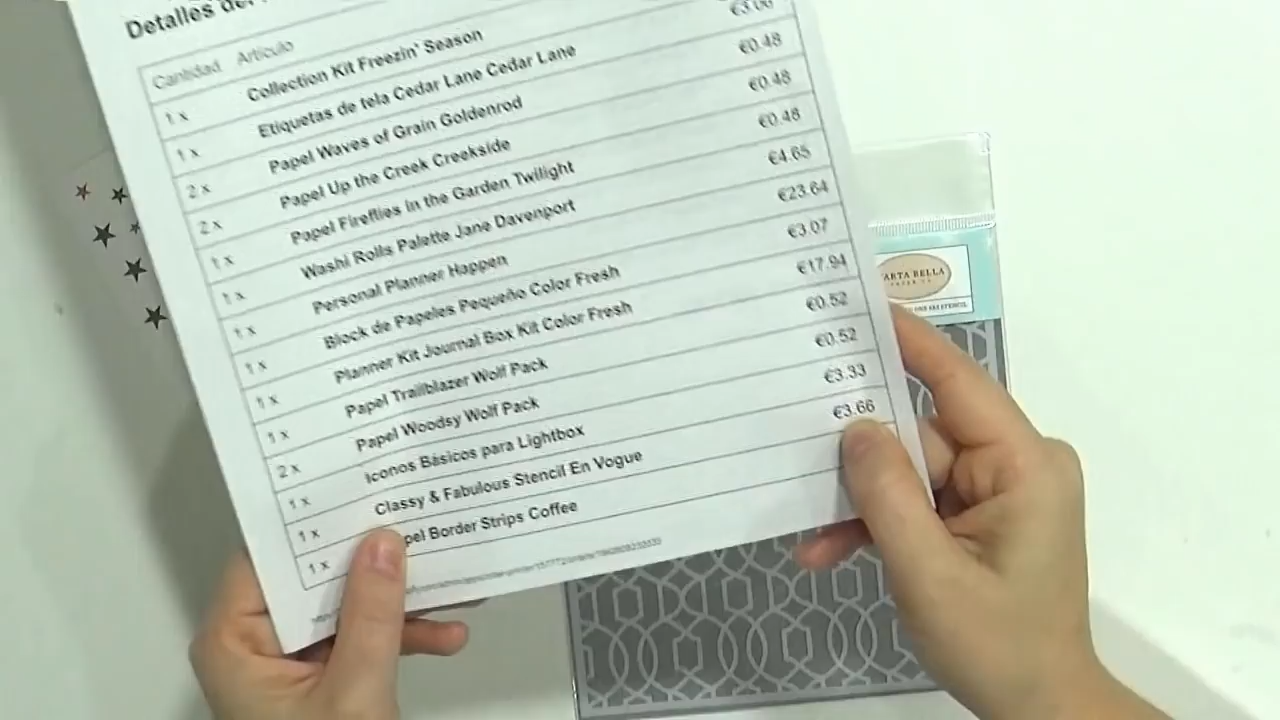 Detalles del
Cantidad Artículo
1 x Collection Kit Freezin' Season
1 x Etiquetas de tela Cedar Lane Cedar Lane €3.06
2 x Papel Waves of Grain Goldenrod €0.48
2 x Papel Up the Creek Creekside €0.48
1 x Papel Fireflies In the Garden Twilight €0.48
1 x Washi Rolls Palette Jane Davenport €4.65
1 x Personal Planner Happen €23.64
1 x Block de Papeles Pequeño Color Fresh €3.07
1 x Planner Kit Journal Box Kit Color Fresh €17.94
1 x Papel Trailblazer Wolf Pack €0.52
2 x Papel Woodsy Wolf Pack €0.52
1 x Iconos Básicos para Lightbox €3.33
1 x Classy & Fabulous Stencil En Vogue €3.66
1 x pel Border Strips Coffee
ARTA BELLA
PAPER CO